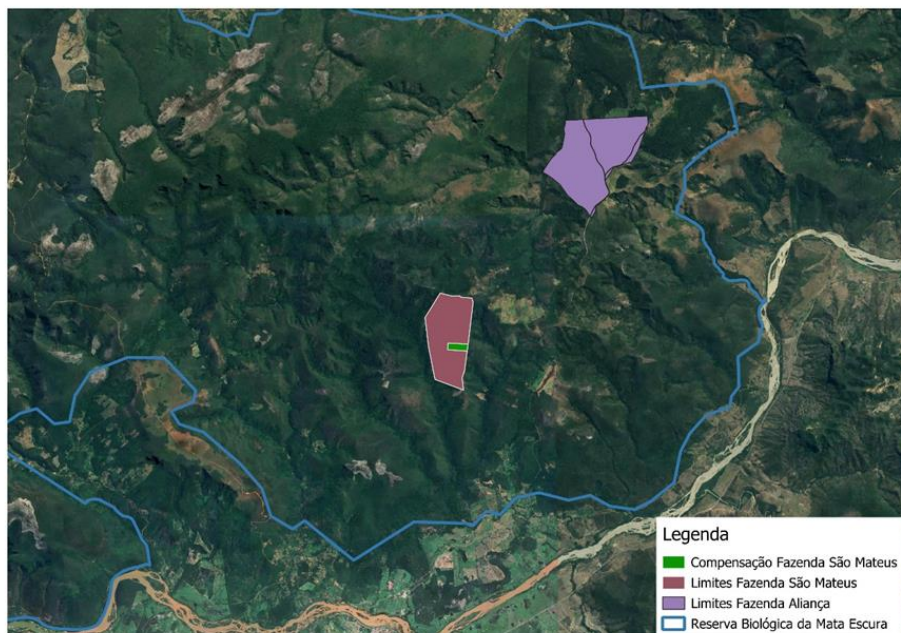 Legenda
Compensação Fazenda São Mateus
Limites Fazenda São Mateus
Limites Fazenda Aliança
Reserva Biológica da Mata Escura